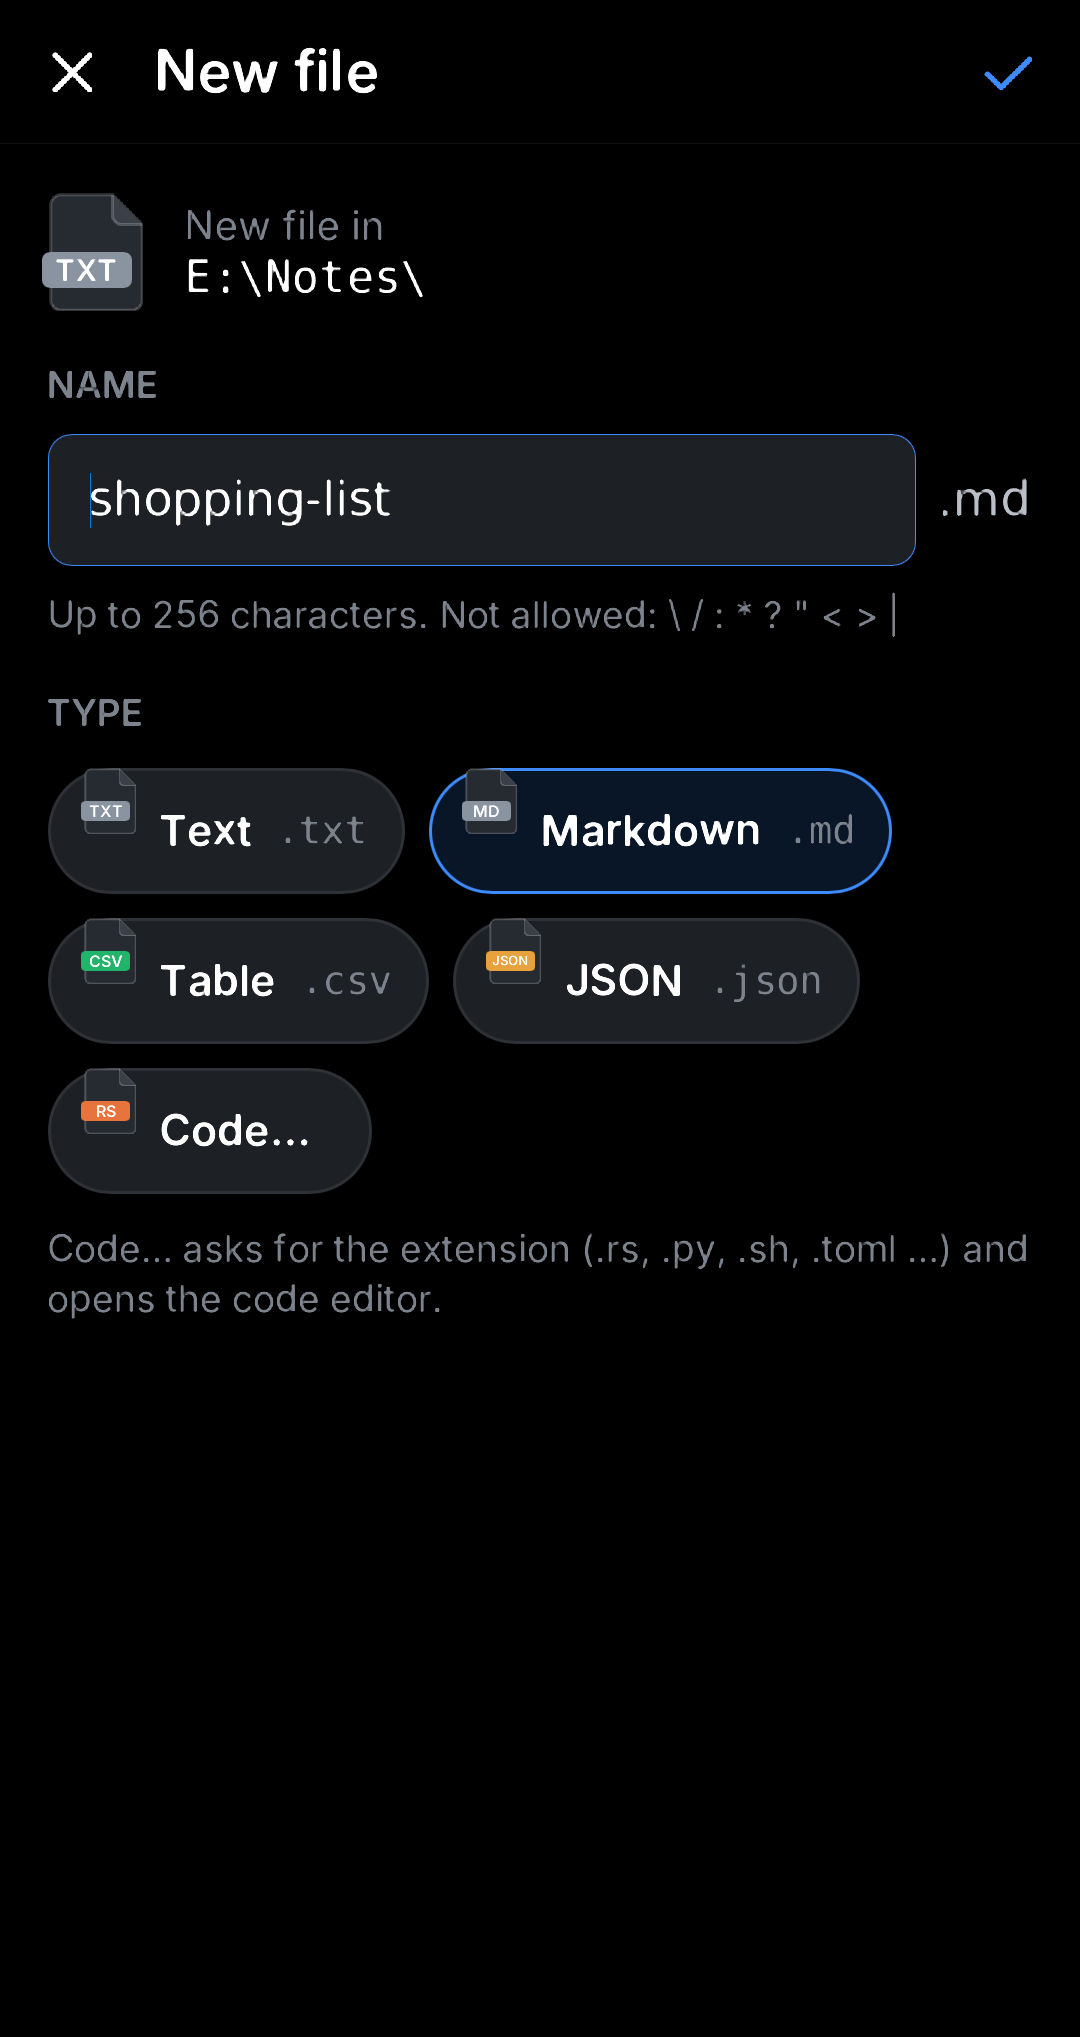 New file
TXT
New file in
E:\Notes\
NAME
shopping-list .md
Up to 256 characters. Not allowed: \ / : * ? " < > |
TYPE
TXT Text .txt
MD Markdown .md
CSV Table .csv
JSON JSON .json
RS Code...
Code... asks for the extension (.rs, .py, .sh, .toml ...) and
opens the code editor.